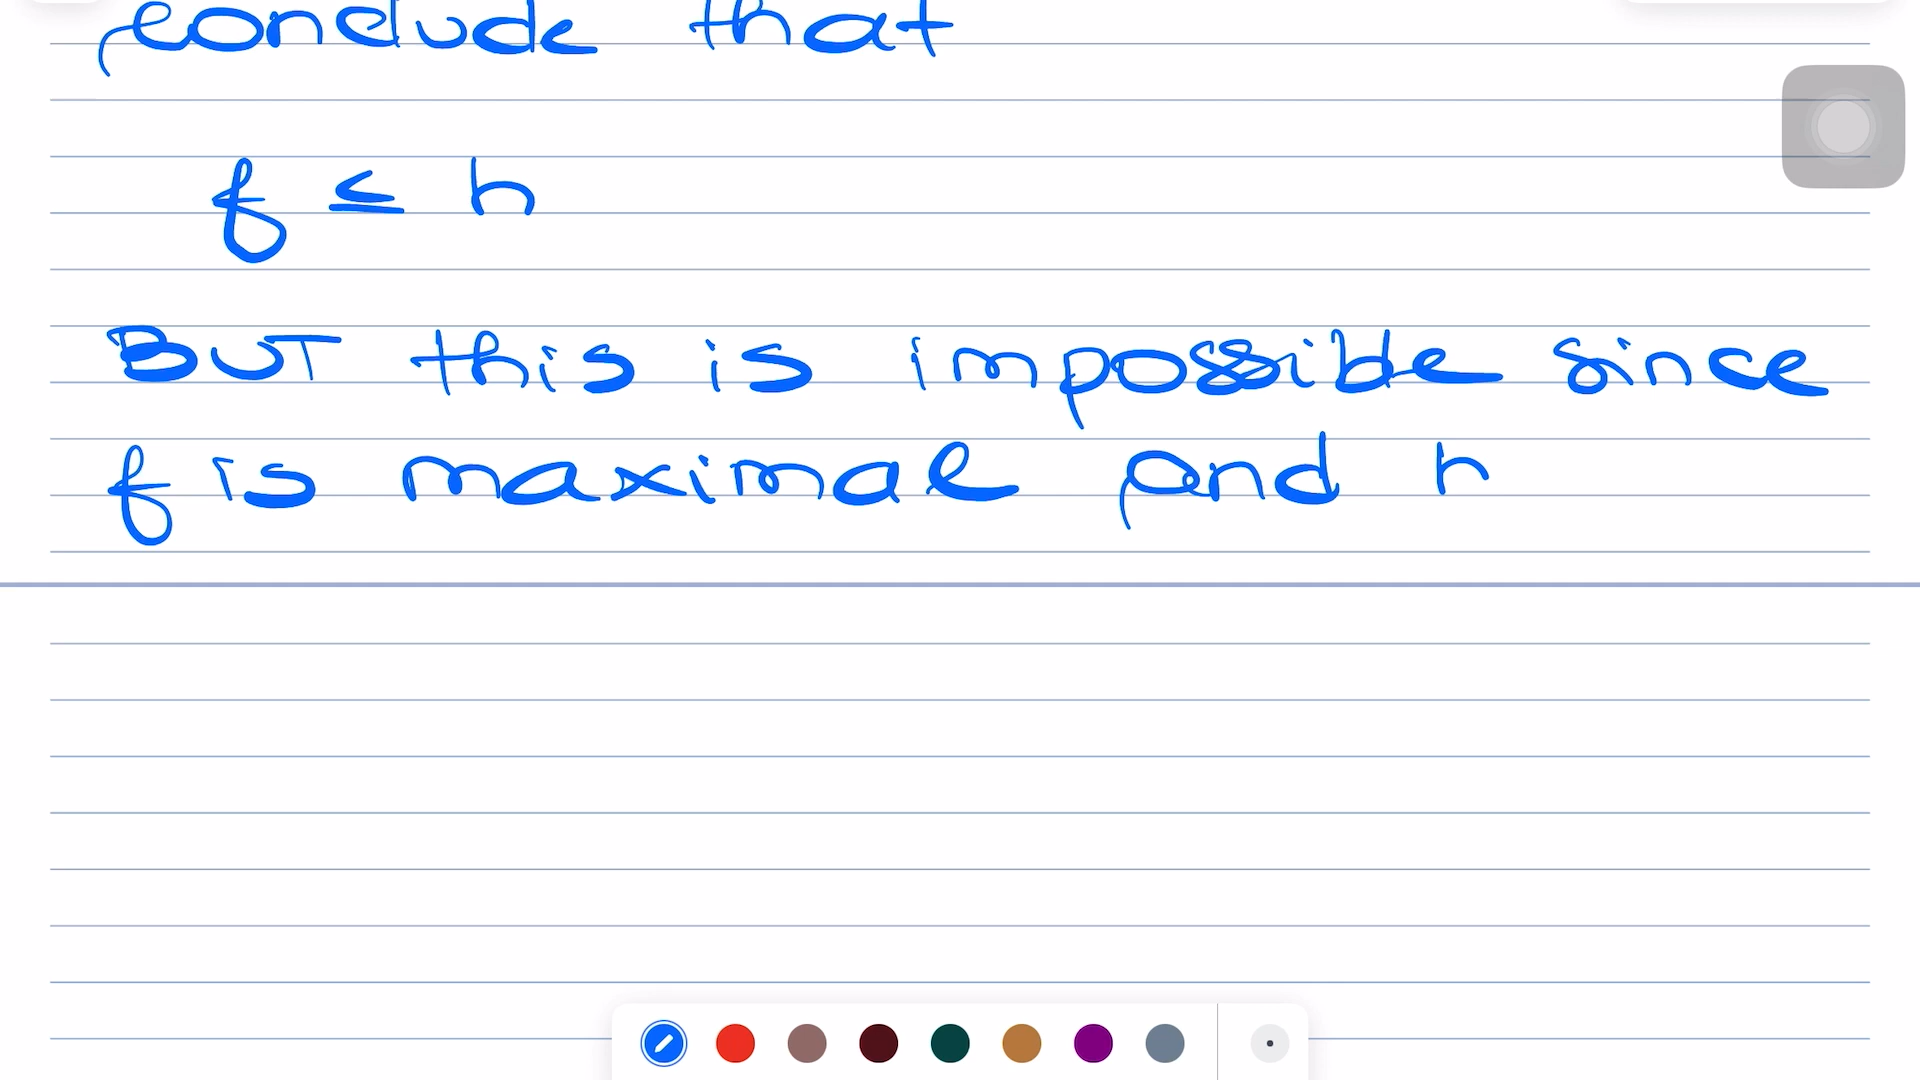 conclude that
f ≤ h
BUT this is impossible since
f is maximal and h